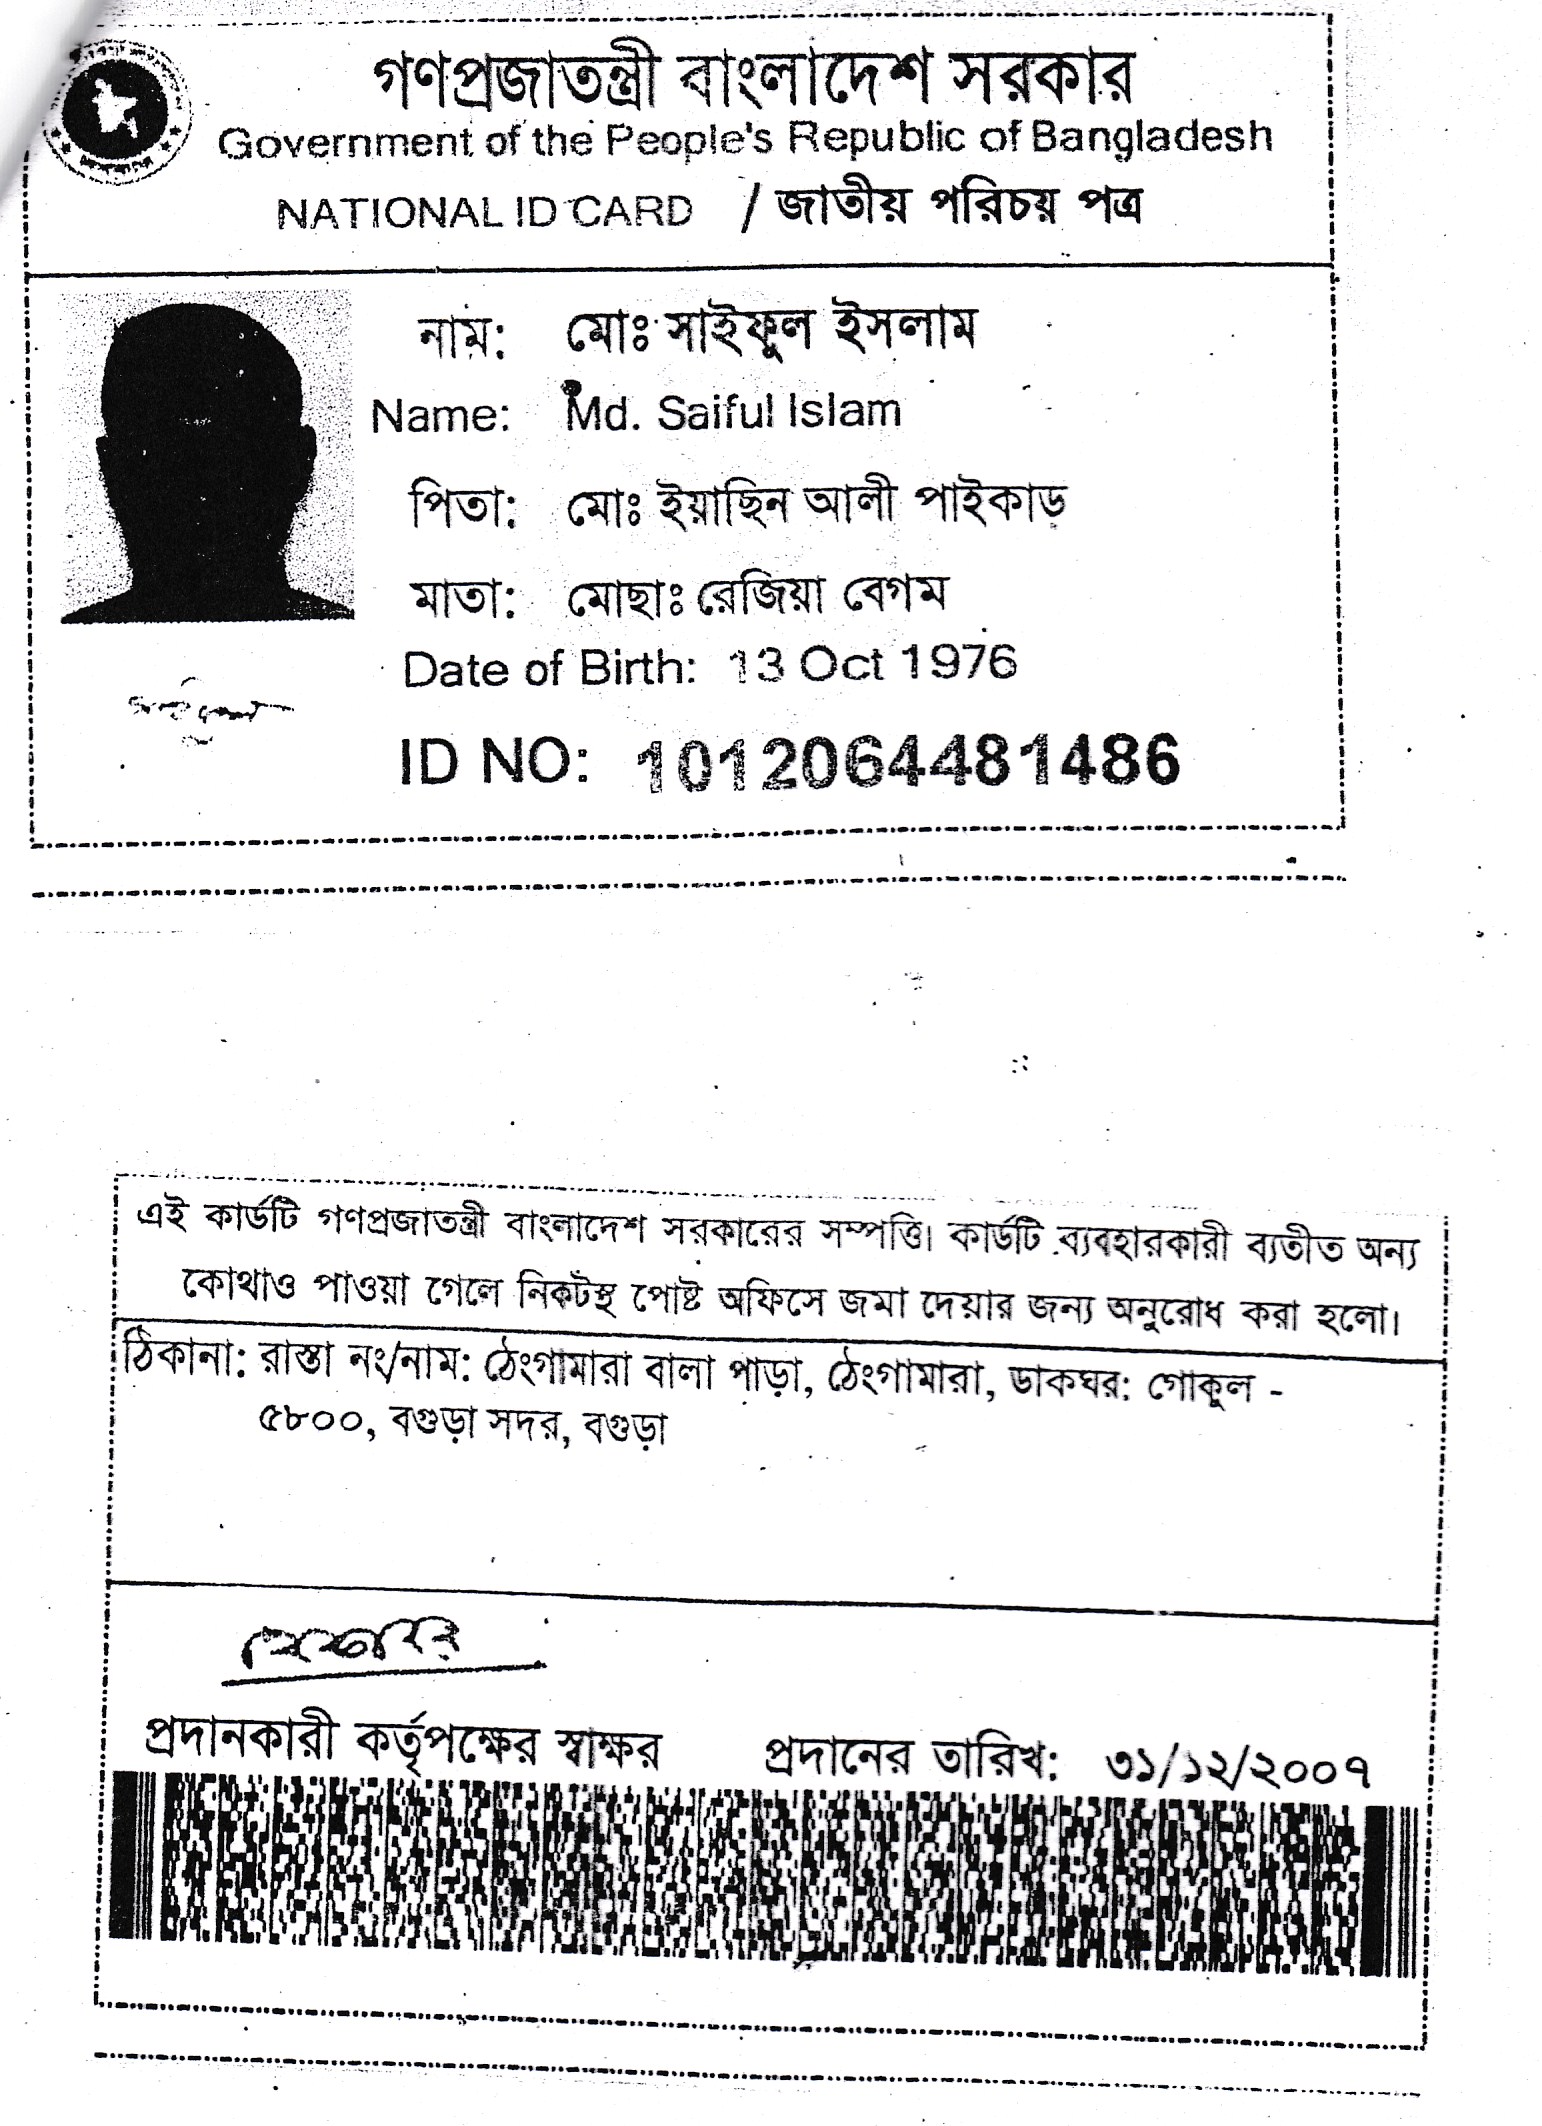 গণপ্রজাতন্ত্রী বাংলাদেশ সরকার
Government of the People's Republic of Bangladesh
NATIONAL ID CARD / জাতীয় পরিচয় পত্র
নাম: মোঃ সাইফুল ইসলাম
Name: Md. Saiful Islam
পিতা: মোঃ ইয়াছিন আলী পাইকাড়
মাতা: মোছাঃ রেজিয়া বেগম
Date of Birth: 13 Oct 1976
ID NO: 1012064481486
এই কার্ডটি গণপ্রজাতন্ত্রী বাংলাদেশ সরকারের সম্পত্তি। কার্ডটি ব্যবহারকারী ব্যতীত অন্য
কোথাও পাওয়া গেলে নিকটস্থ পোষ্ট অফিসে জমা দেয়ার জন্য অনুরোধ করা হলো।
ঠিকানা: রাস্তা নং/নাম: ঠেংগামারা বালা পাড়া, ঠেংগামারা, ডাকঘর: গোকুল -
৫৮০০, বগুড়া সদর, বগুড়া
প্রদানকারী কর্তৃপক্ষের স্বাক্ষর প্রদানের তারিখ: ৩১/১২/২০০৭